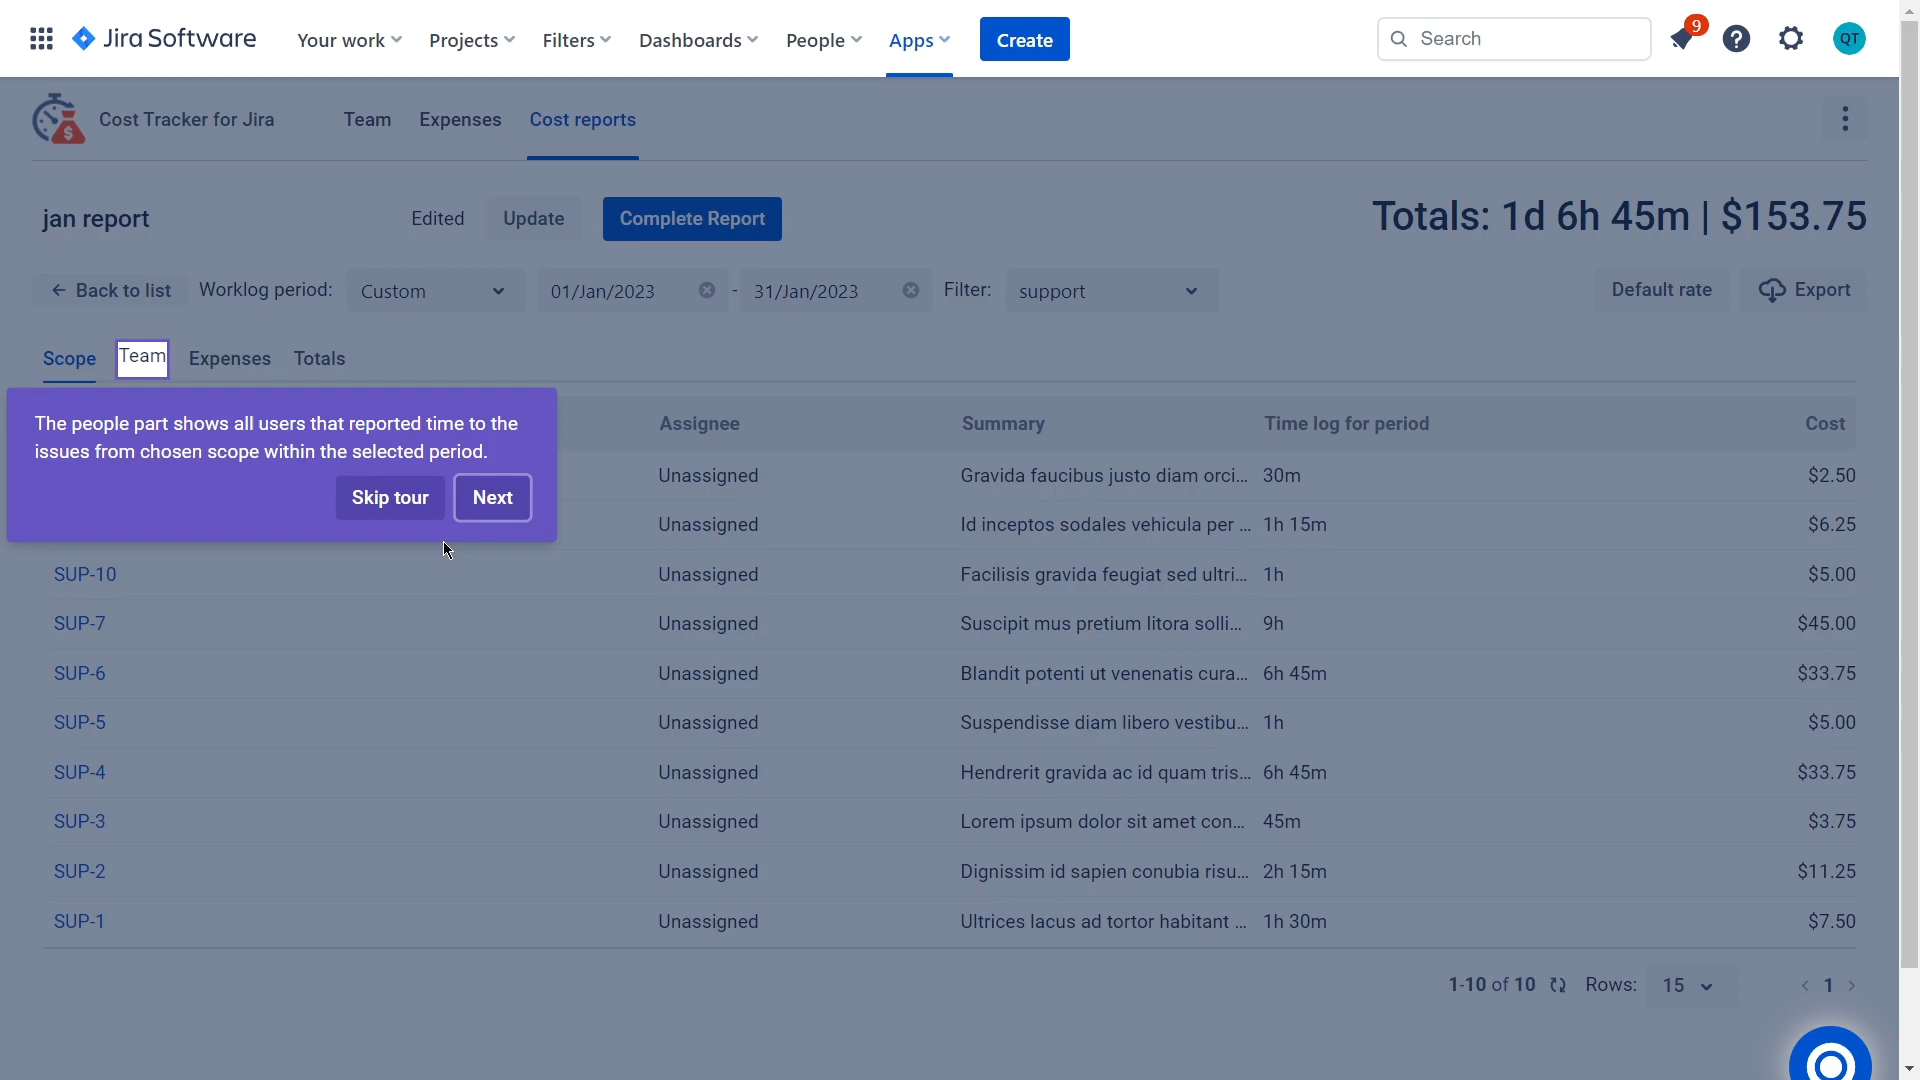 Jira Software
Your work
Projects
Filters
Dashboards
People
Apps
Create
Search
9
QT
Cost Tracker for Jira
Team
Expenses
Cost reports
jan report
Edited
Update
Complete Report
Totals: 1d 6h 45m | $153.75
Back to list
Worklog period:
Custom
01/Jan/2023
-
31/Jan/2023
Filter:
support
Default rate
Export
Scope
Team
Expenses
Totals
The people part shows all users that reported time to the
issues from chosen scope within the selected period.
Skip tour
Next
Assignee
Summary
Time log for period
Cost
Unassigned
Gravida faucibus justo diam orci...
30m
$2.50
Unassigned
Id inceptos sodales vehicula per ...
1h 15m
$6.25
SUP-10
Unassigned
Facilisis gravida feugiat sed ultri...
1h
$5.00
SUP-7
Unassigned
Suscipit mus pretium litora solli...
9h
$45.00
SUP-6
Unassigned
Blandit potenti ut venenatis cura...
6h 45m
$33.75
SUP-5
Unassigned
Suspendisse diam libero vestibu...
1h
$5.00
SUP-4
Unassigned
Hendrerit gravida ac id quam tris...
6h 45m
$33.75
SUP-3
Unassigned
Lorem ipsum dolor sit amet con...
45m
$3.75
SUP-2
Unassigned
Dignissim id sapien conubia risu...
2h 15m
$11.25
SUP-1
Unassigned
Ultrices lacus ad tortor habitant ...
1h 30m
$7.50
1-10 of 10
Rows:
15
1